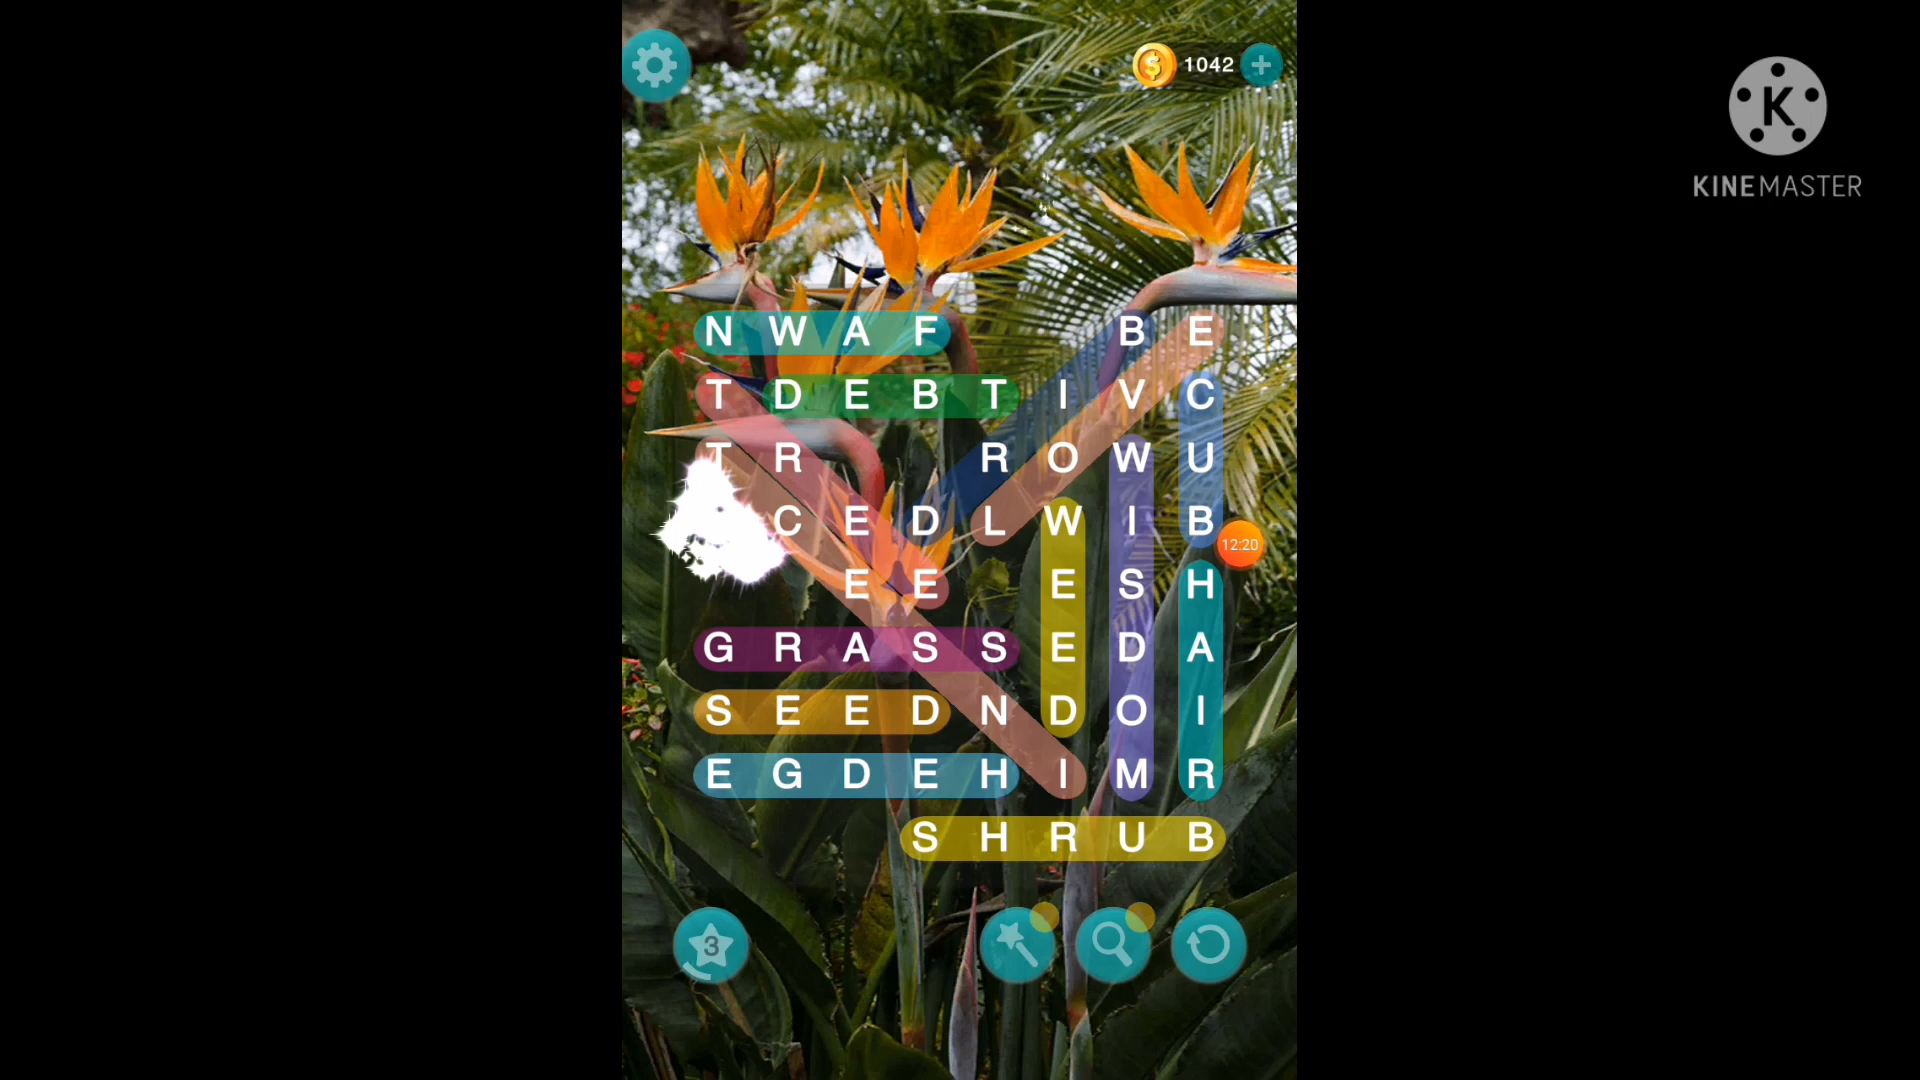 1042
K
KINEMASTER
N W A F B E
T D E B T I V C
T R R O W U
C E D L W I B
12:20
E E E S H
G R A S S E D A
S E E D N D O I
E G D E H I M R
S H R U B
3